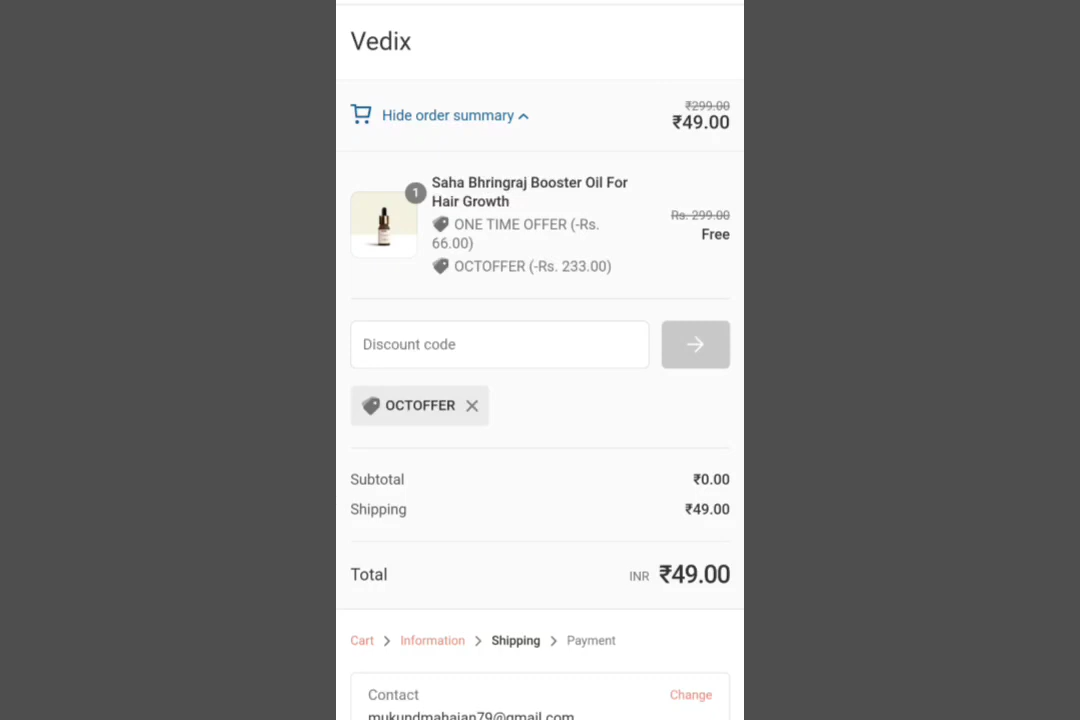 Vedix
Hide order summary
₹299.00
₹49.00
1
Saha Bhringraj Booster Oil For
Hair Growth
ONE TIME OFFER (-Rs.
66.00)
OCTOFFER (-Rs. 233.00)
Rs. 299.00
Free
Discount code
OCTOFFER
Subtotal ₹0.00
Shipping ₹49.00
Total INR ₹49.00
Cart > Information > Shipping > Payment
Contact Change
mukundmahajan79@gmail.com